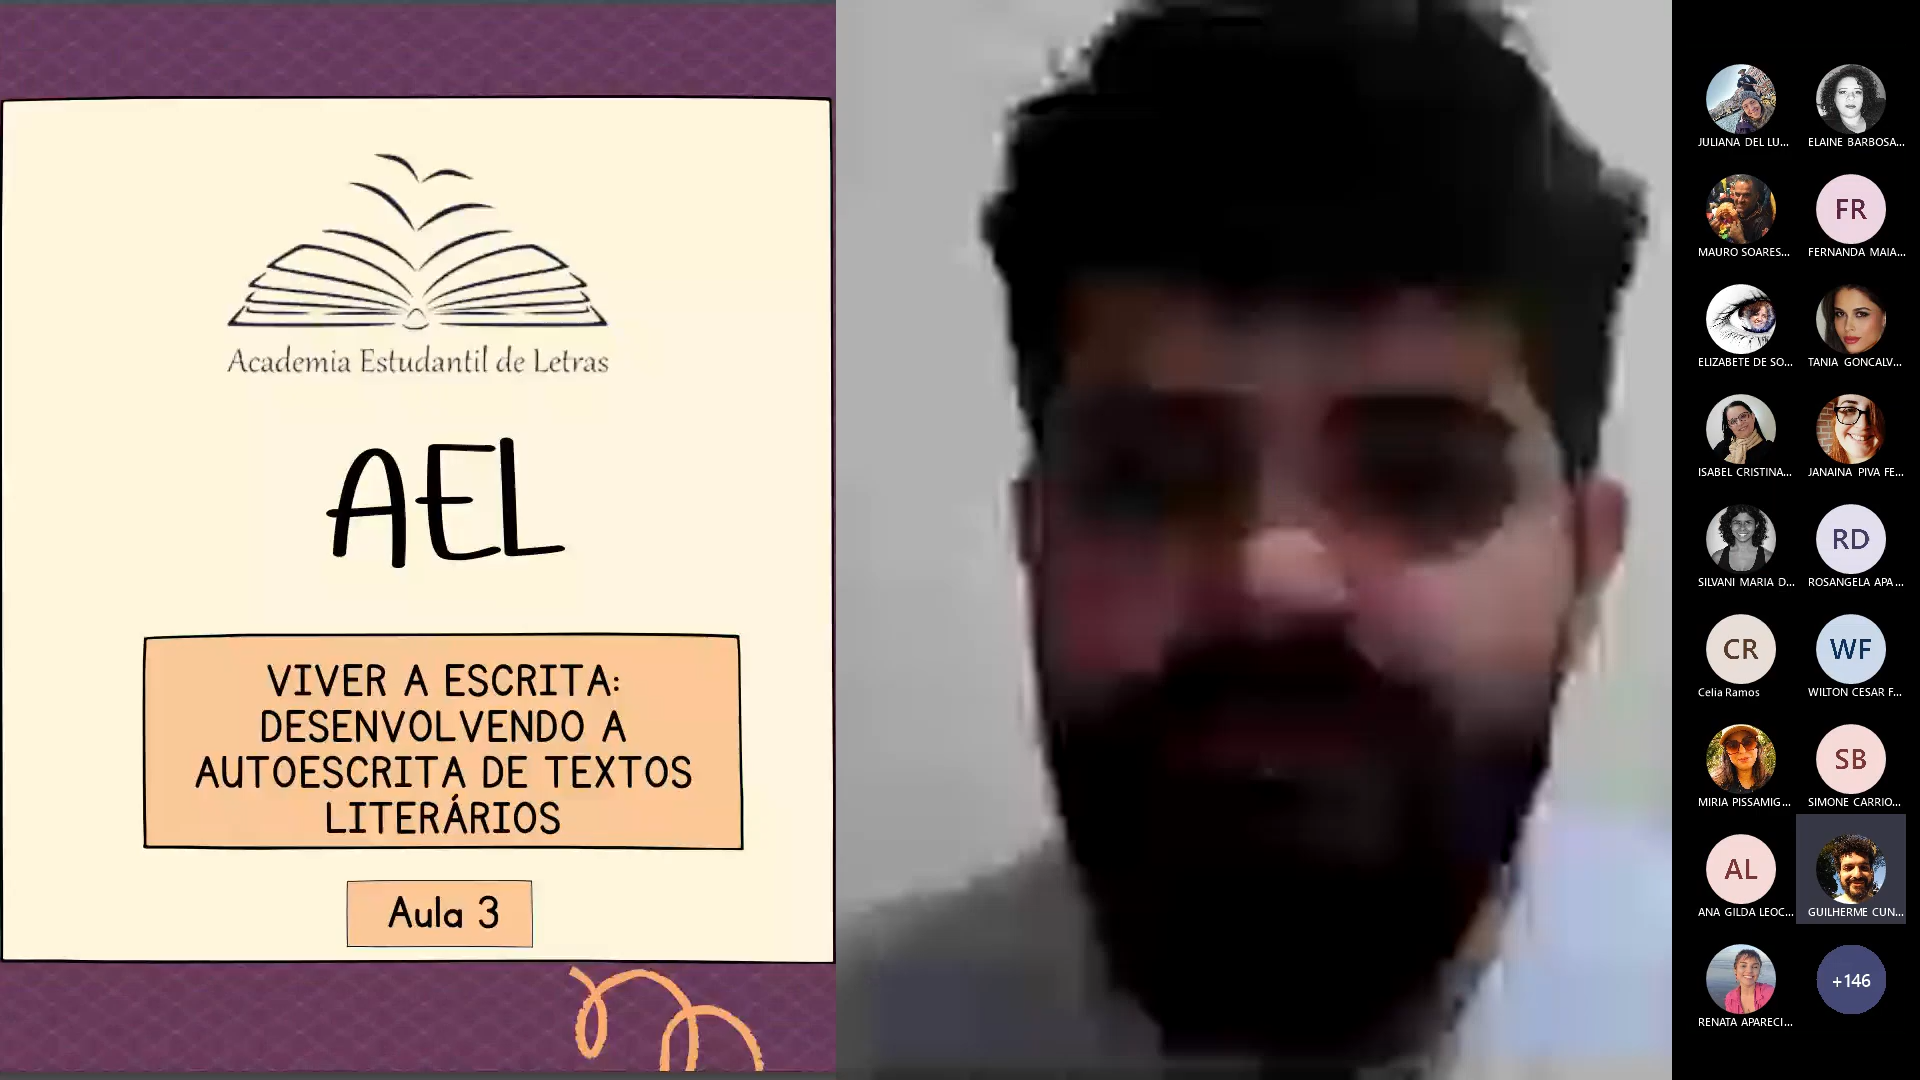 Academia Estudantil de Letras
AEL
VIVER A ESCRITA:
DESENVOLVENDO A
AUTOESCRITA DE TEXTOS
LITERÁRIOS
Aula 3
JULIANA DEL LU...
ELAINE BARBOSA...
MAURO SOARES...
FR
FERNANDA MAIA...
ELIZABETE DE SO...
TANIA GONCALV...
ISABEL CRISTINA...
JANAINA PIVA FE...
SILVANI MARIA D...
RD
ROSANGELA APA...
CR
Celia Ramos
WF
WILTON CESAR F...
MIRIA PISSAMIG...
SB
SIMONE CARRIO...
AL
ANA GILDA LEOC...
GUILHERME CUN...
RENATA APARECI...
+146